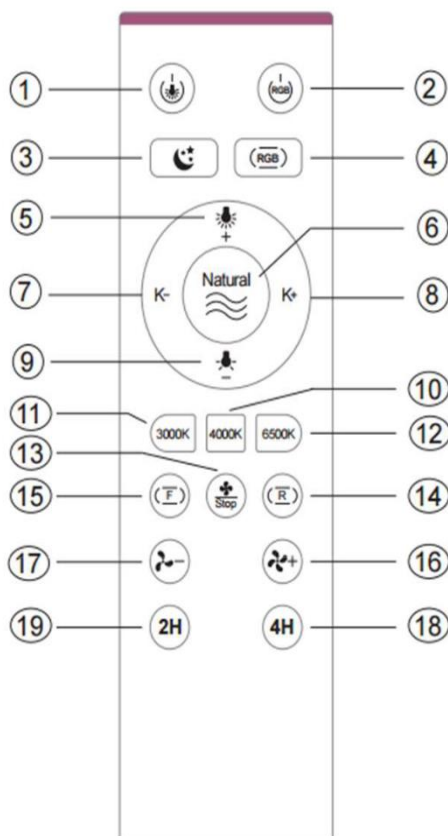 ① ②
RGB
③ RGB ④
⑤ + ⑥
Natural
⑦ K- K+ ⑧
⑨ −
⑩
⑪ 3000K 4000K 6500K ⑫
⑬
⑮ F Stop R ⑭
⑰ − + ⑯
⑲ 2H 4H ⑱